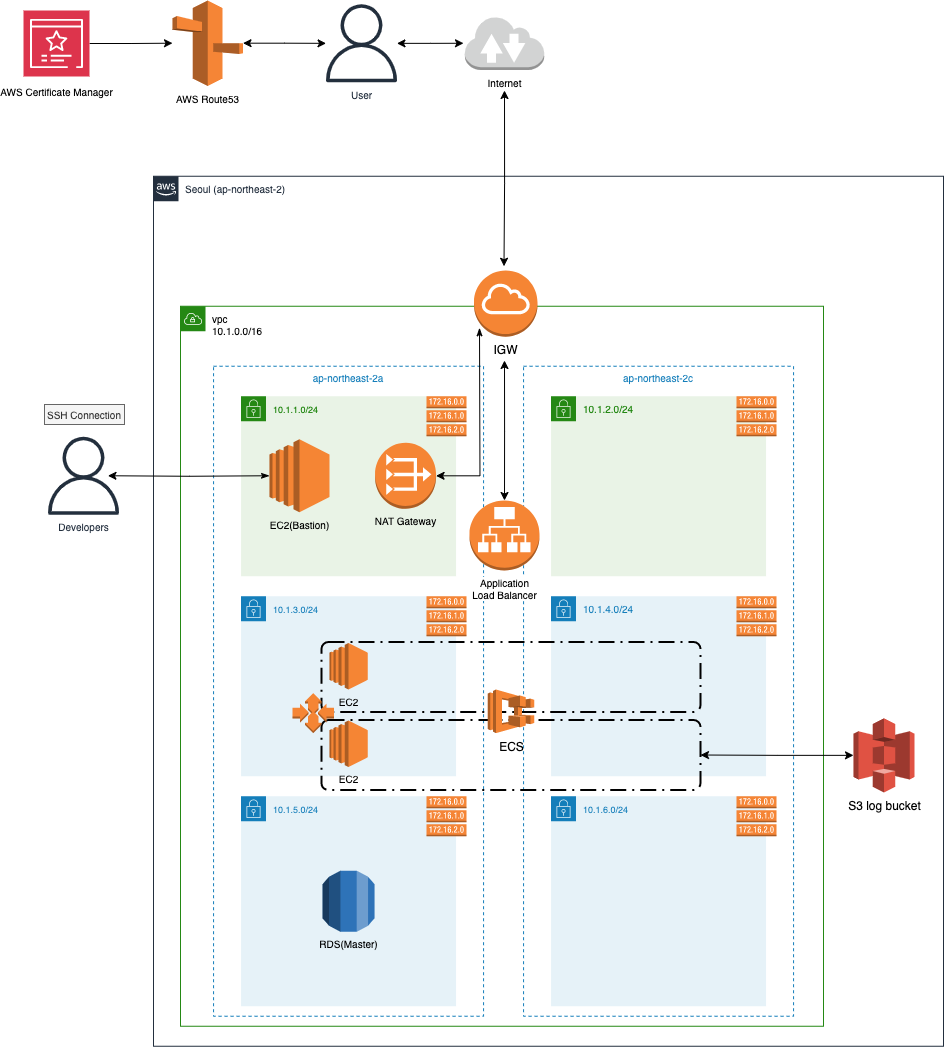 AWS Certificate Manager
AWS Route53
User
Internet
aws
Seoul (ap-northeast-2)
vpc
10.1.0.0/16
IGW
ap-northeast-2a
ap-northeast-2c
SSH Connection
Developers
10.1.1.0/24
172.16.0.0
172.16.1.0
172.16.2.0
EC2(Bastion)
NAT Gateway
10.1.2.0/24
172.16.0.0
172.16.1.0
172.16.2.0
Application
Load Balancer
10.1.3.0/24
172.16.0.0
172.16.1.0
172.16.2.0
10.1.4.0/24
172.16.0.0
172.16.1.0
172.16.2.0
EC2
ECS
EC2
S3 log bucket
10.1.5.0/24
172.16.0.0
172.16.1.0
172.16.2.0
RDS(Master)
10.1.6.0/24
172.16.0.0
172.16.1.0
172.16.2.0